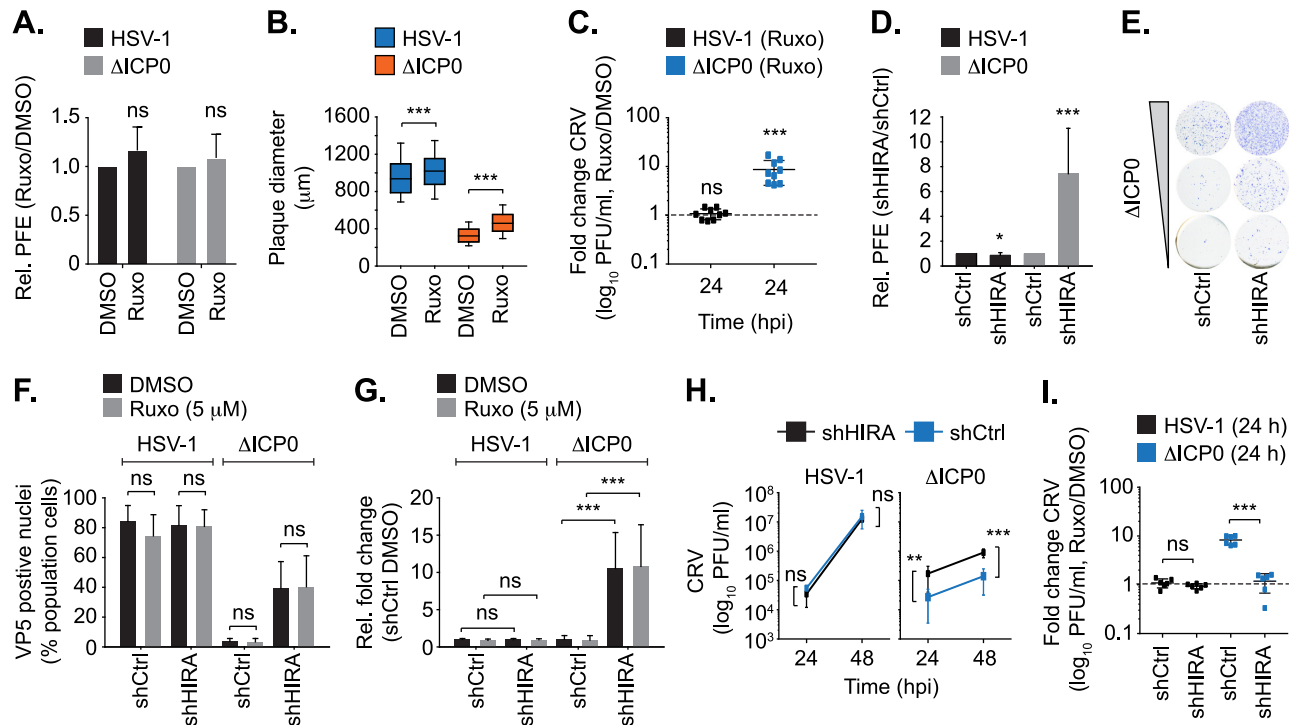 A.
HSV-1
ΔICP0
Rel. PFE (Ruxo/DMSO)
1.5
1.0
0.5
0
ns
ns
DMSO
Ruxo
DMSO
Ruxo
B.
HSV-1
ΔICP0
Plaque diameter
(μm)
1600
1200
800
400
0
***
***
DMSO
Ruxo
DMSO
Ruxo
C.
HSV-1 (Ruxo)
ΔICP0 (Ruxo)
Fold change CRV
(log10 PFU/ml, Ruxo/DMSO)
100
10
1
0.1
ns
***
24
24
Time (hpi)
D.
HSV-1
ΔICP0
Rel. PFE (shHIRA/shCtrl)
12
10
8
6
4
2
0
*
***
shCtrl
shHIRA
shCtrl
shHIRA
E.
ΔICP0
shCtrl
shHIRA
F.
DMSO
Ruxo (5 μM)
HSV-1
ΔICP0
VP5 postive nuclei
(% population cells)
100
80
60
40
20
0
ns
ns
ns
ns
shCtrl
shHIRA
shCtrl
shHIRA
G.
DMSO
Ruxo (5 μM)
HSV-1
ΔICP0
Rel. fold change
(shCtrl DMSO)
20
15
10
5
0
ns
ns
***
***
shCtrl
shHIRA
shCtrl
shHIRA
H.
shHIRA
shCtrl
HSV-1
ΔICP0
CRV
(log10 PFU/ml)
10^8
10^7
10^6
10^5
10^4
10^3
ns
ns
**
***
24
48
24
48
Time (hpi)
I.
HSV-1 (24 h)
ΔICP0 (24 h)
Fold change CRV
(log10 PFU/ml, Ruxo/DMSO)
100
10
1
0.1
ns
***
shCtrl
shHIRA
shCtrl
shHIRA